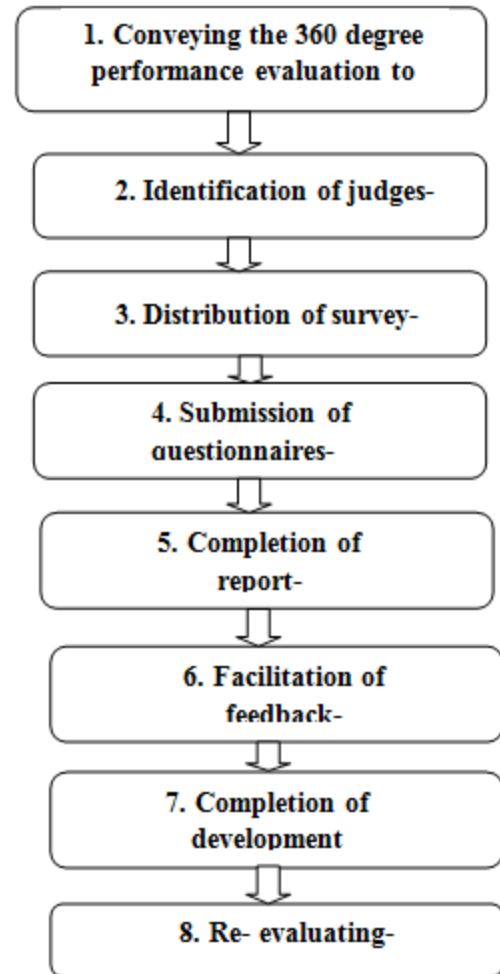 1. Conveying the 360 degree
performance evaluation to
2. Identification of judges-
3. Distribution of survey-
4. Submission of
questionnaires-
5. Completion of
report-
6. Facilitation of
feedback-
7. Completion of
development
8. Re- evaluating-